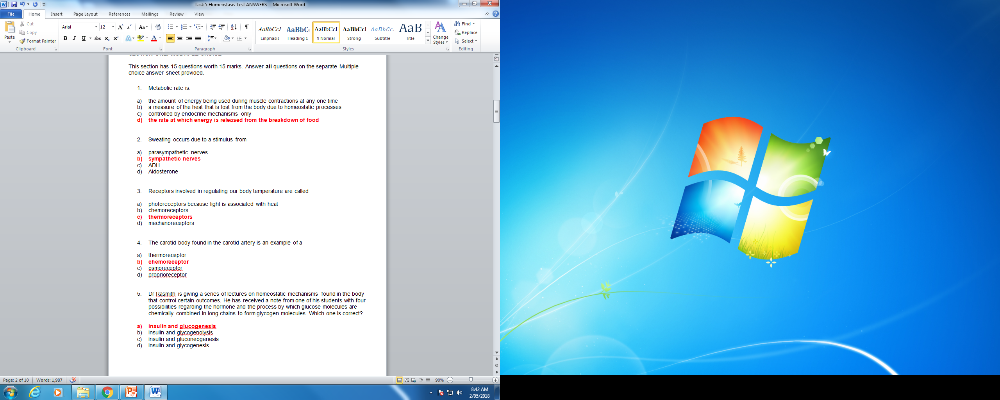 Task 5 Homeostasis Test ANSWERS - Microsoft Word
File Home Insert Page Layout References Mailings Review View
Paste
Cut
Copy
Format Painter
Clipboard
Arial 12
Font
Paragraph
AaBbCcI AaBbC AaBbCcI AaBbCcI AaBbCc AaB
Emphasis Heading 1 ¶ Normal Strong Subtitle Title
Change Styles
Styles
Find
Replace
Select
Editing
This section has 15 questions worth 15 marks. Answer all questions on the separate Multiple-
choice answer sheet provided.
1. Metabolic rate is:
a) the amount of energy being used during muscle contractions at any one time
b) a measure of the heat that is lost from the body due to homeostatic processes
c) controlled by endocrine mechanisms only
d) the rate at which energy is released from the breakdown of food
2. Sweating occurs due to a stimulus from
a) parasympathetic nerves
b) sympathetic nerves
c) ADH
d) Aldosterone
3. Receptors involved in regulating our body temperature are called
a) photoreceptors because light is associated with heat
b) chemoreceptors
c) thermoreceptors
d) mechanoreceptors
4. The carotid body found in the carotid artery is an example of a
a) thermoreceptor
b) chemoreceptor
c) osmoreceptor
d) proprioreceptor
5. Dr Rasmith is giving a series of lectures on homeostatic mechanisms found in the body
that control certain outcomes. He has received a note from one of his students with four
possibilities regarding the hormone and the process by which glucose molecules are
chemically combined in long chains to form glycogen molecules. Which one is correct?
a) insulin and glucogenesis
b) insulin and glycogenolysis
c) insulin and gluconeogenesis
d) insulin and glycogenesis
Page: 2 of 10 Words: 1,987 90%
8:42 AM
2/05/2018